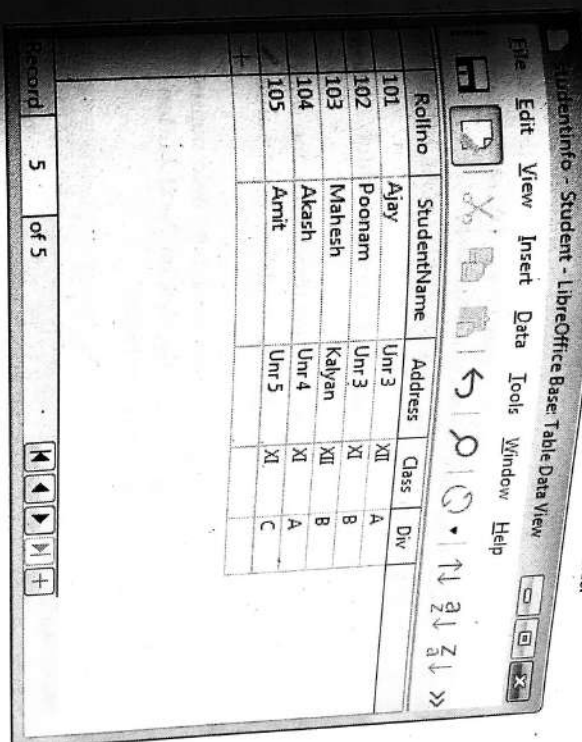 StudentInfo - Student - LibreOffice Base: Table Data View
File Edit View Insert Data Tools Window Help
Rollno StudentName Address Class Div
101 Ajay Unr 3 XII A
102 Poonam Unr 3 XI B
103 Mahesh Kalyan XII B
104 Akash Unr 4 XI A
105 Amit Unr 5 XI C
Record 5 of 5